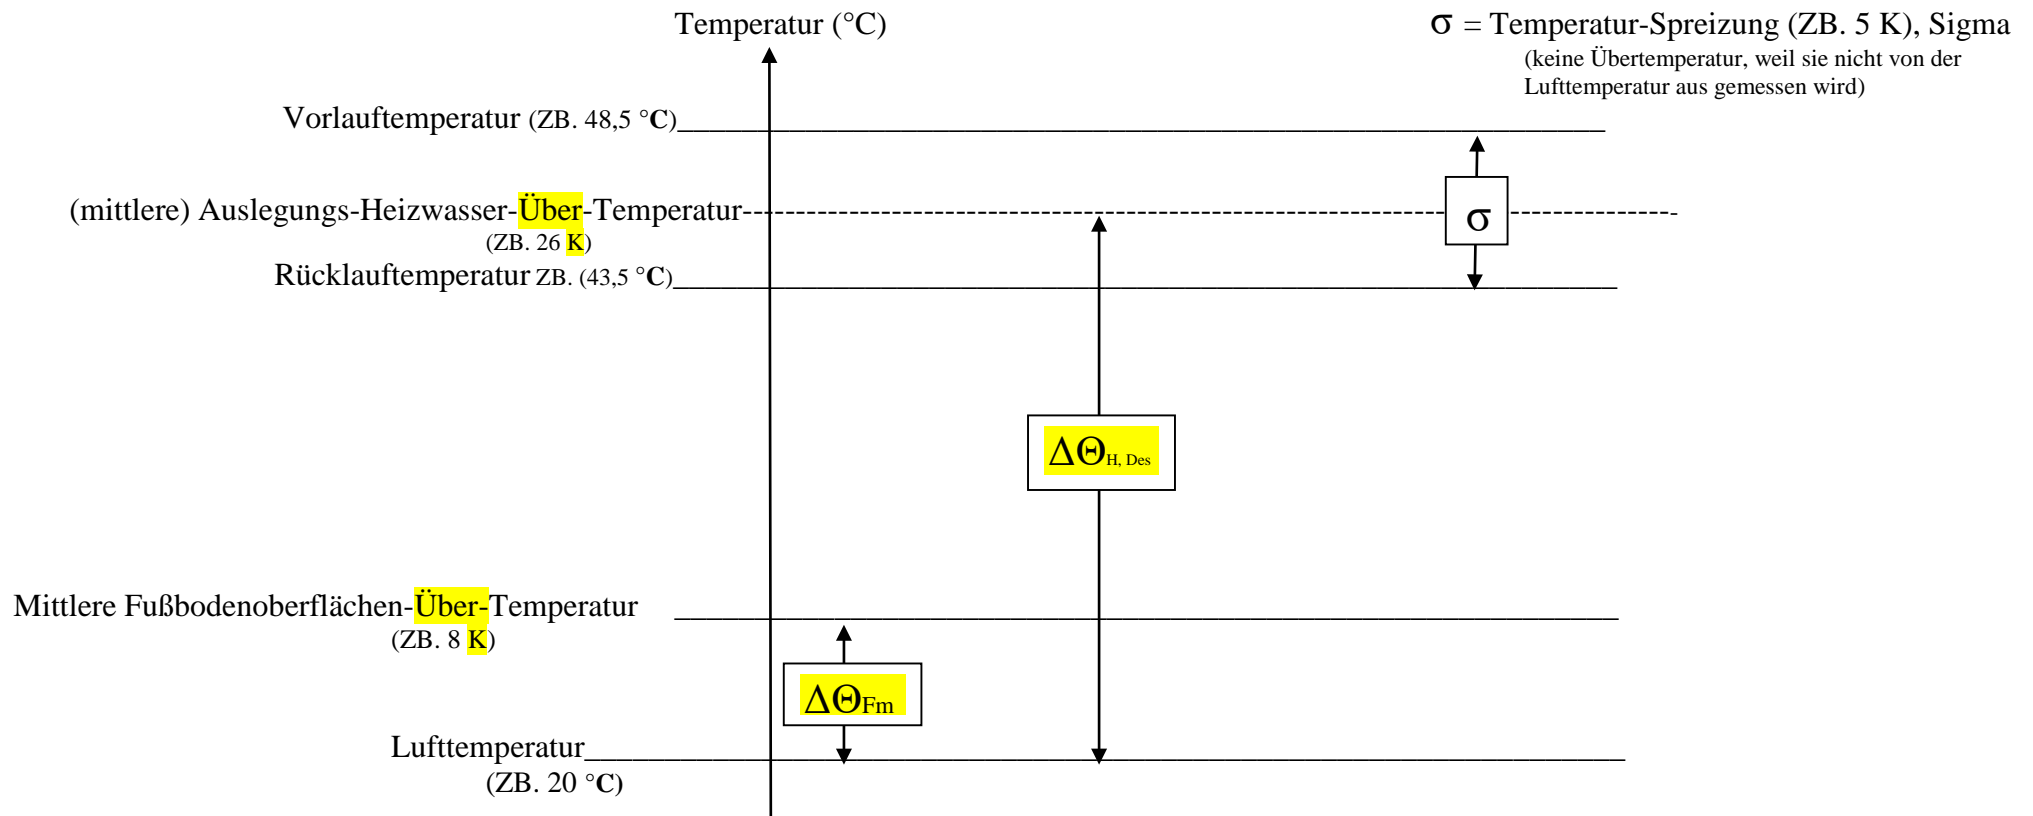 Temperatur (°C)
σ = Temperatur-Spreizung (ZB. 5 K), Sigma
(keine Übertemperatur, weil sie nicht von der
Lufttemperatur aus gemessen wird)
Vorlauftemperatur (ZB. 48,5 °C)
(mittlere) Auslegungs-Heizwasser-Über-Temperatur
(ZB. 26 K)
σ
Rücklauftemperatur ZB. (43,5 °C)
ΔΘH, Des
Mittlere Fußbodenoberflächen-Über-Temperatur
(ZB. 8 K)
ΔΘFm
Lufttemperatur
(ZB. 20 °C)